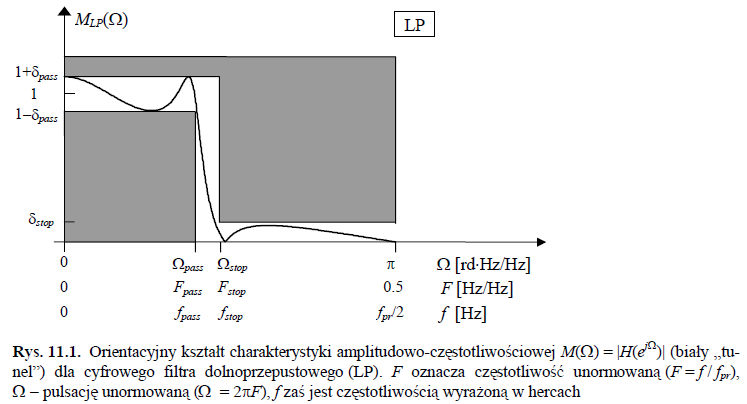 M_LP(Ω)
LP
1+δ_pass
1
1−δ_pass
δ_stop
0 Ω_pass Ω_stop π Ω [rd·Hz/Hz]
0 F_pass F_stop 0.5 F [Hz/Hz]
0 f_pass f_stop f_pr/2 f [Hz]
Rys. 11.1. Orientacyjny kształt charakterystyki amplitudowo-częstotliwościowej M(Ω) = |H(e^{jΩ})| (biały „tu-
nel”) dla cyfrowego filtra dolnoprzepustowego (LP). F oznacza częstotliwość unormowaną (F = f / f_pr),
Ω – pulsację unormowaną (Ω = 2πF), f zaś jest częstotliwością wyrażoną w hercach